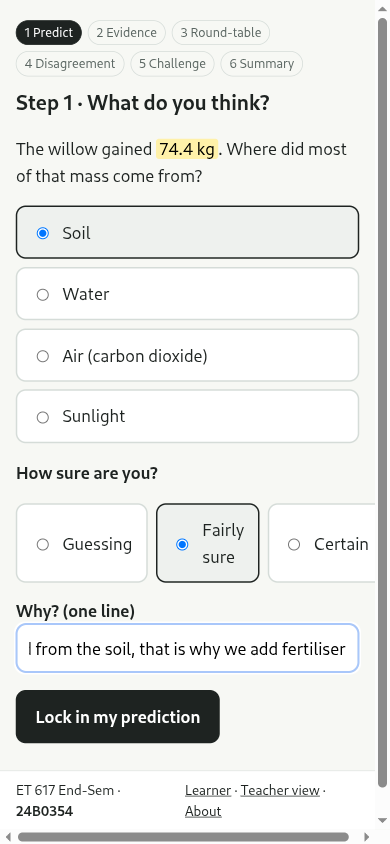 1 Predict
2 Evidence
3 Round-table
4 Disagreement
5 Challenge
6 Summary
Step 1 · What do you think?
The willow gained 74.4 kg. Where did most
of that mass come from?
Soil
Water
Air (carbon dioxide)
Sunlight
How sure are you?
Guessing
Fairly
sure
Certain
Why? (one line)
from the soil, that is why we add fertiliser
Lock in my prediction
ET 617 End-Sem ·
24B0354
Learner · Teacher view ·
About